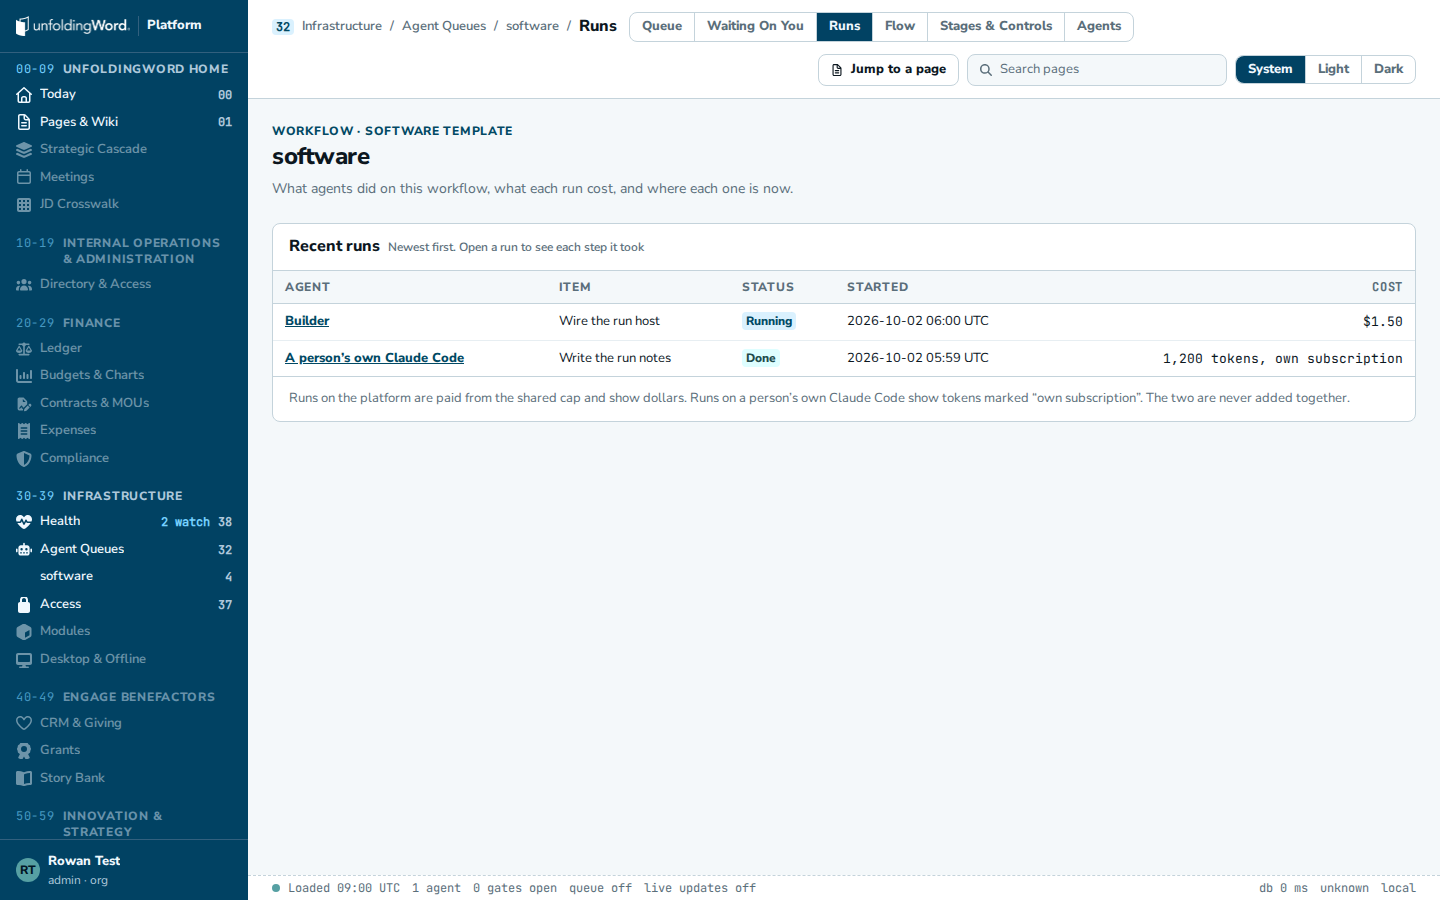 unfoldingWord Platform
32 Infrastructure / Agent Queues / software / Runs
Queue Waiting On You Runs Flow Stages & Controls Agents
Jump to a page Search pages System Light Dark
00-09 UNFOLDINGWORD HOME
Today 00
Pages & Wiki 01
Strategic Cascade
Meetings
JD Crosswalk
10-19 INTERNAL OPERATIONS
& ADMINISTRATION
Directory & Access
20-29 FINANCE
Ledger
Budgets & Charts
Contracts & MOUs
Expenses
Compliance
30-39 INFRASTRUCTURE
Health 2 watch 38
Agent Queues 32
software 4
Access 37
Modules
Desktop & Offline
40-49 ENGAGE BENEFACTORS
CRM & Giving
Grants
Story Bank
50-59 INNOVATION &
STRATEGY
RT Rowan Test
admin · org
WORKFLOW · SOFTWARE TEMPLATE
software
What agents did on this workflow, what each run cost, and where each one is now.
Recent runs Newest first. Open a run to see each step it took
AGENT ITEM STATUS STARTED COST
Builder Wire the run host Running 2026-10-02 06:00 UTC $1.50
A person’s own Claude Code Write the run notes Done 2026-10-02 05:59 UTC 1,200 tokens, own subscription
Runs on the platform are paid from the shared cap and show dollars. Runs on a person’s own Claude Code show tokens marked “own subscription”. The two are never added together.
Loaded 09:00 UTC 1 agent 0 gates open queue off live updates off db 0 ms unknown local